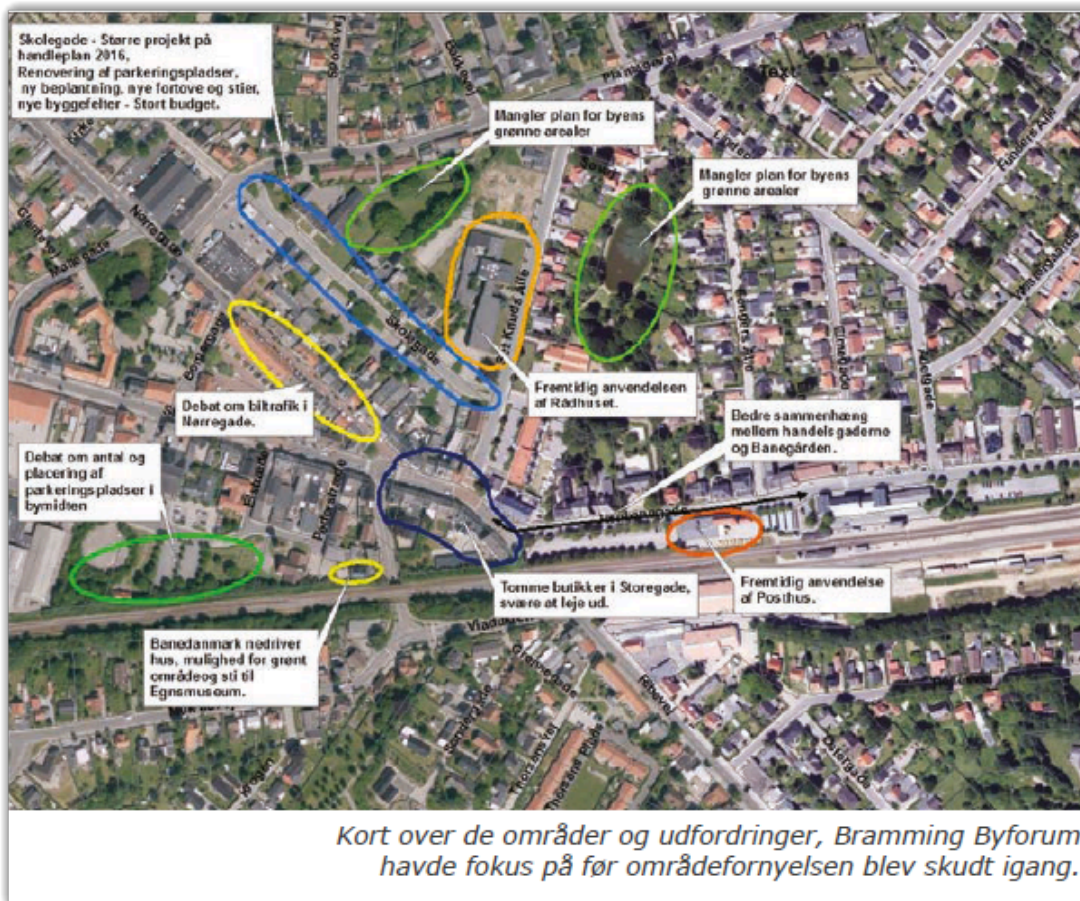 Skolegade - Større projekt på
handleplan 2016,
Renovering af parkeringspladser,
ny beplantning, nye fortove og stier,
nye byggefelter - Stort budget.
Mangler plan for byens
grønne arealer
Text
Mangler plan for byens
grønne arealer
Nørregade
Skolegade
Fremtidig anvendelsen
af Rådhuset.
Debat om biltrafik i
Nørregade.
Bedre sammenhæng
mellem handels gaderne
og Banegården.
Debat om antal og
placering af
parkeringspladser i
bymidten
Tomme butikker i Storegade,
svære at leje ud.
Fremtidig anvendelse
af Posthus.
Banedanmark nedriver
hus, mulighed for grønt
områdeog sti til
Egnsmuseum.
Ribevej
Kort over de områder og udfordringer, Bramming Byforum
havde fokus på før områdefornyelsen blev skudt igang.